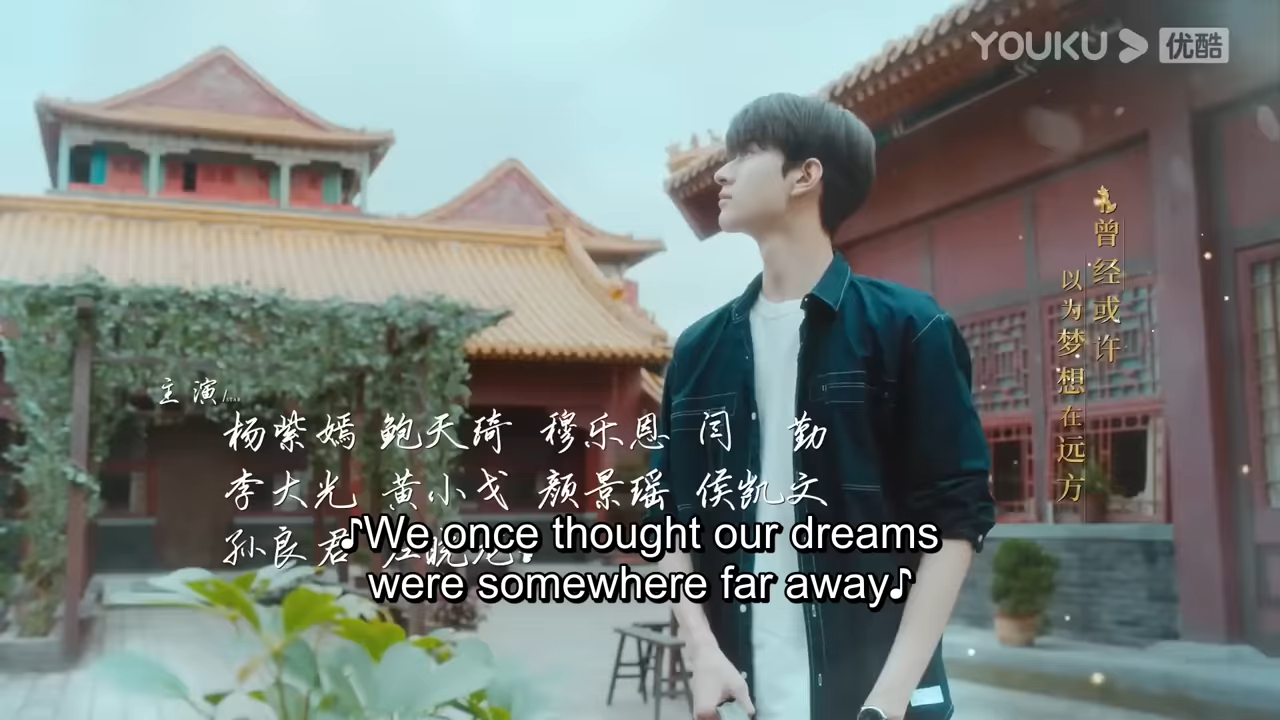 YOUKU 优酷
曾经或许
以为梦想在远方
主演/STAR
杨紫嫣 鲍天琦 穆乐恩 闫 勤
李大光 黄小戈 颜景瑶 侯凯文
孙良君
♪We once thought our dreams
were somewhere far away♪